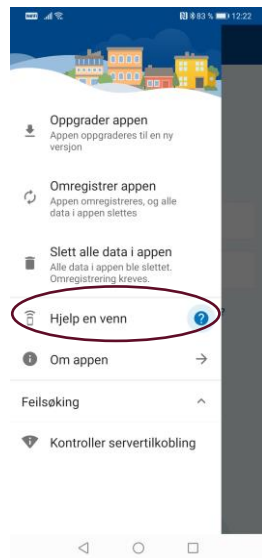 83 % 12:22
Oppgrader appen
Appen oppgraderes til en ny
versjon
Omregistrer appen
Appen omregistreres, og alle
data i appen slettes
Slett alle data i appen
Alle data i appen ble slettet.
Omregistrering kreves.
Hjelp en venn ?
Om appen
Feilsøking
Kontroller servertilkobling